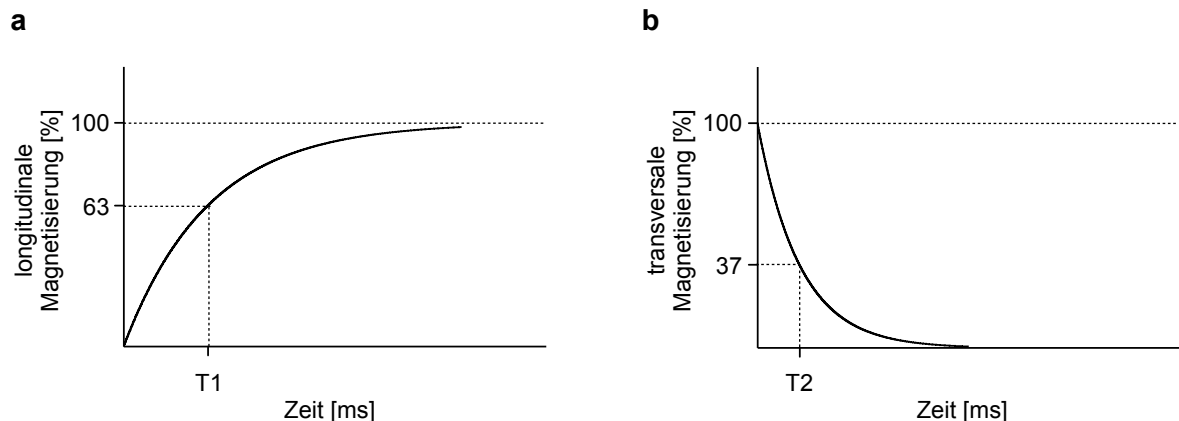 a
longitudinale
Magnetisierung [%]
100
63
T1
Zeit [ms]
b
transversale
Magnetisierung [%]
100
37
T2
Zeit [ms]